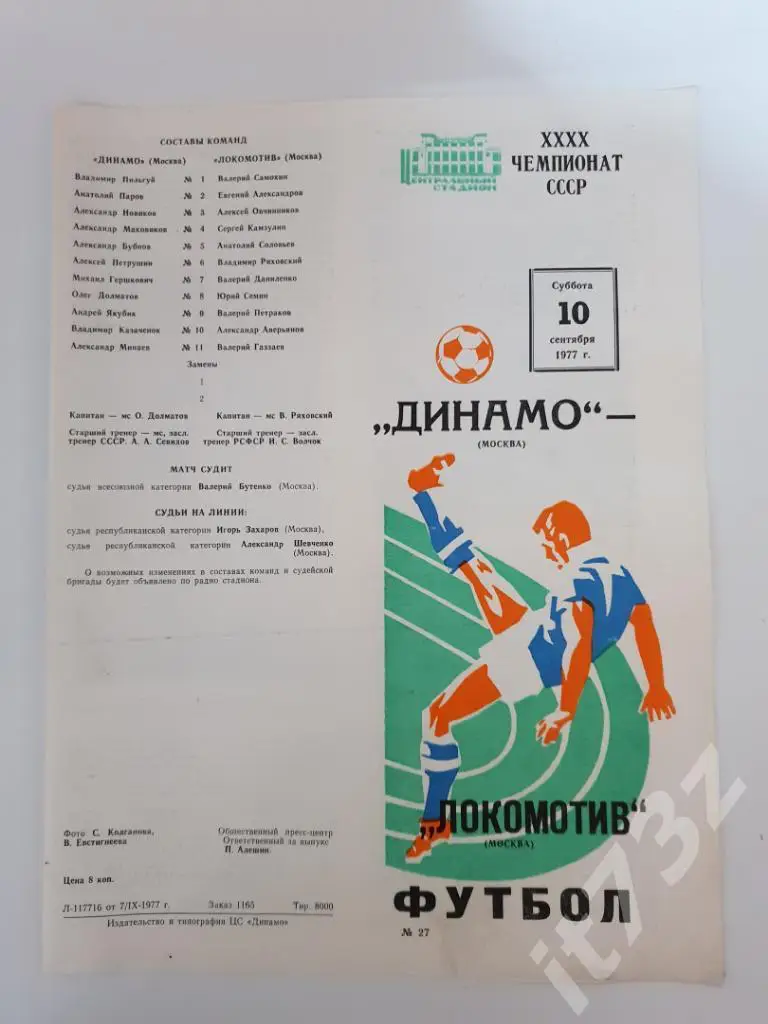 СОСТАВЫ КОМАНД
«ДИНАМО» (Москва) «ЛОКОМОТИВ» (Москва)
Владимир Пильгуй № 1 Валерий Самохин
Анатолий Паров № 2 Евгений Александров
Александр Новиков № 3 Алексей Овчинников
Александр Маховиков № 4 Сергей Камзулин
Александр Бубнов № 5 Анатолий Соловьев
Алексей Петрушин № 6 Владимир Ряховский
Михаил Гершкович № 7 Валерий Даниленко
Олег Долматов № 8 Юрий Семин
Андрей Якубик № 9 Валерий Петраков
Владимир Казаченок № 10 Александр Аверьянов
Александр Минаев № 11 Валерий Газзаев
Замены
1
2
Капитан — мс О. Долматов Капитан — мс В. Ряховский
Старший тренер — мс, засл. Старший тренер — засл.
тренер СССР. А. А. Севидов тренер РСФСР И. С. Волчок
МАТЧ СУДИТ
судья всесоюзной категории Валерий Бутенко (Москва).
СУДЬИ НА ЛИНИИ:
судья республиканской категории Игорь Захаров (Москва),
судья республиканской категории Александр Шевченко
(Москва).
О возможных изменениях в составах команд и судейской
бригады будет объявлено по радио стадиона.
Фото С. Колганова,
В. Евстигнеева
Общественный пресс-центр
Ответственный за выпуск
П. Алешин.
Цена 8 коп.
Л-117716 от 7/IX-1977 г. Заказ 1165 Тир. 8000
Издательство и типография ЦС «Динамо»
ЦЕНТРАЛЬНЫЙ
СТАДИОН
XXXX
ЧЕМПИОНАТ
СССР
Суббота
10
сентября
1977 г.
„ДИНАМО“—
(МОСКВА)
„ЛОКОМОТИВ“
(МОСКВА)
ФУТБОЛ
№ 27
it73z